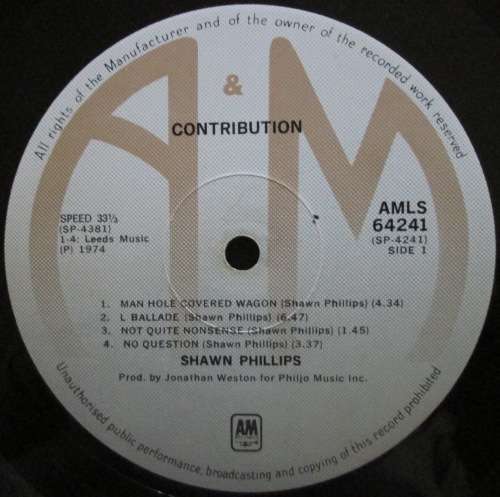 All rights of the Manufacturer and of the owner of the recorded work reserved
A & M
CONTRIBUTION
SPEED 33⅓
(SP-4381)
1-4: Leeds Music
(P) 1974
AMLS
64241
(SP-4241)
SIDE 1
1. MAN HOLE COVERED WAGON (Shawn Phillips) (4.34)
2. L BALLADE (Shawn Phillips) (6.47)
3. NOT QUITE NONSENSE (Shawn Phillips) (1.45)
4. NO QUESTION (Shawn Phillips) (3.37)
SHAWN PHILLIPS
Prod. by Jonathan Weston for Philjo Music Inc.
AM
Unauthorised public performance, broadcasting and copying of this record prohibited